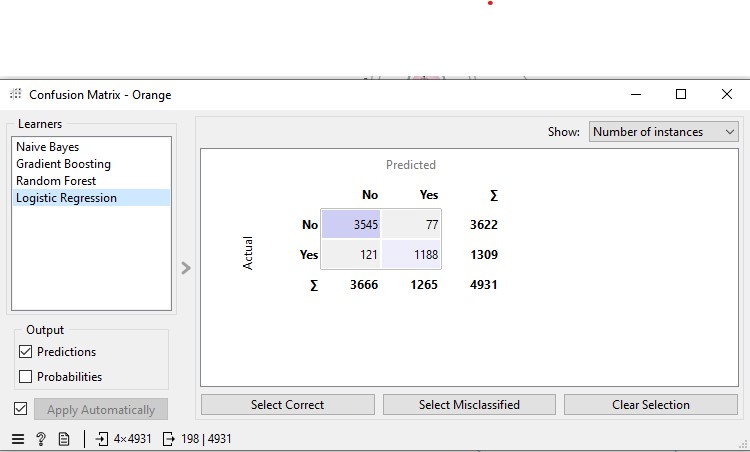 Confusion Matrix - Orange
Learners
Naive Bayes
Gradient Boosting
Random Forest
Logistic Regression
Output
Predictions
Probabilities
Apply Automatically
Show: Number of instances
Predicted
No Yes Σ
Actual
No 3545 77 3622
Yes 121 1188 1309
Σ 3666 1265 4931
Select Correct Select Misclassified Clear Selection
? 4×4931 198 | 4931